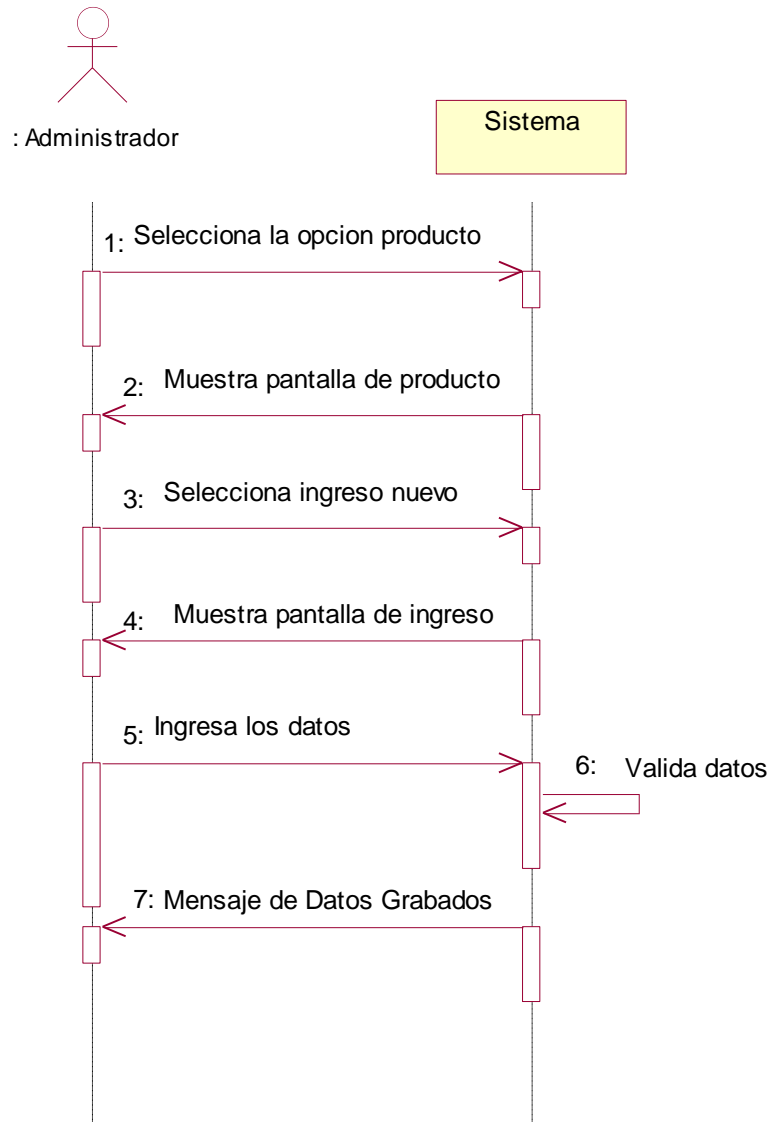 : Administrador
Sistema
1: Selecciona la opcion producto
2: Muestra pantalla de producto
3: Selecciona ingreso nuevo
4: Muestra pantalla de ingreso
5: Ingresa los datos
6: Valida datos
7: Mensaje de Datos Grabados